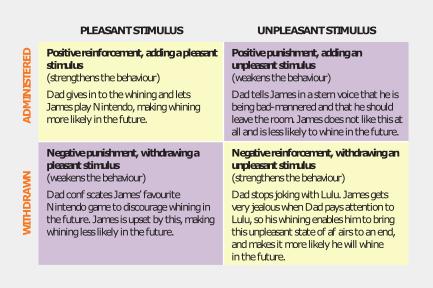 PLEASANT STIMULUS
UNPLEASANT STIMULUS
ADMINISTERED
Positive reinforcement, adding a pleasant
stimulus
(strengthens the behaviour)
Dad gives in to the whining and lets
James play Nintendo, making whining
more likely in the future.
Positive punishment, adding an
unpleasant stimulus
(weakens the behaviour)
Dad tells James in a stern voice that he is
being bad-mannered and that he should
leave the room. James does not like this at
all and is less likely to whine in the future.
WITHDRAWN
Negative punishment, withdrawing a
pleasant stimulus
(weakens the behaviour)
Dad conf scates James' favourite
Nintendo game to discourage whining in
the future. James is upset by this, making
whining less likely in the future.
Negative reinforcement, withdrawing an
unpleasant stimulus
(strengthens the behaviour)
Dad stops joking with Lulu. James gets
very jealous when Dad pays attention to
Lulu, so his whining enables him to bring
this unpleasant state of af airs to an end,
and makes it more likely he will whine
in the future.